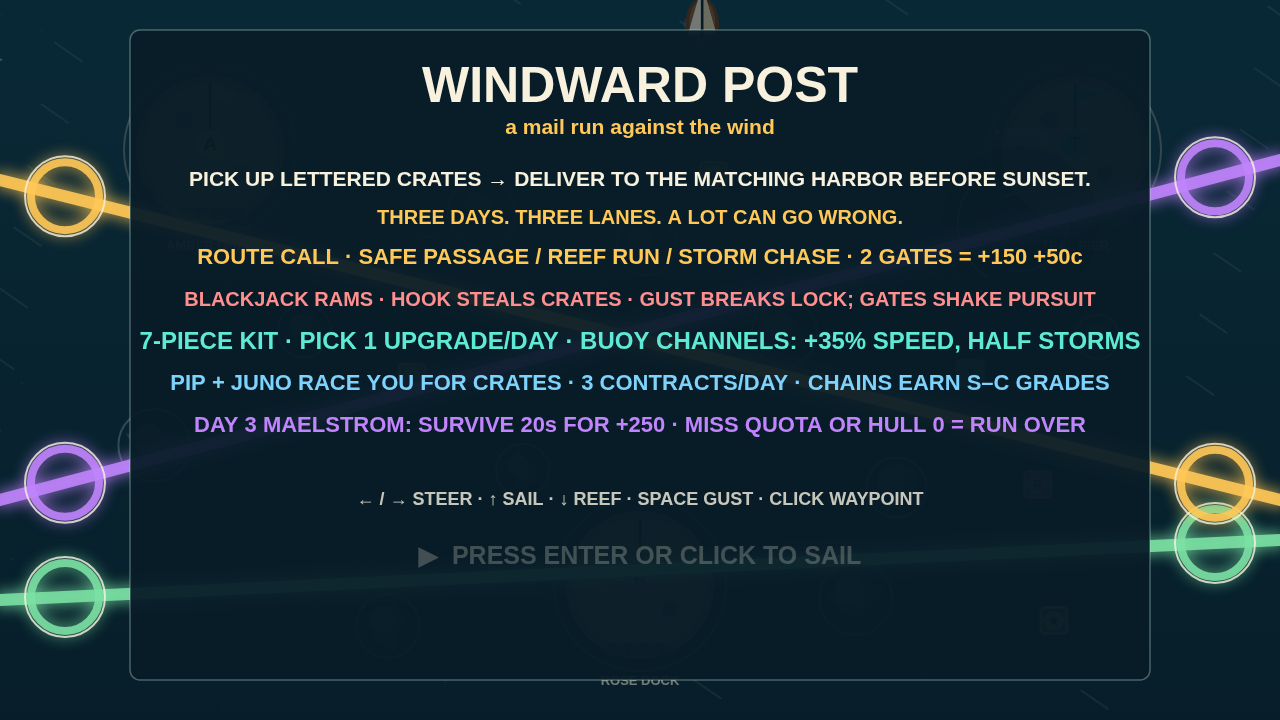 WINDWARD POST
a mail run against the wind
PICK UP LETTERED CRATES → DELIVER TO THE MATCHING HARBOR BEFORE SUNSET.
THREE DAYS. THREE LANES. A LOT CAN GO WRONG.
ROUTE CALL · SAFE PASSAGE / REEF RUN / STORM CHASE · 2 GATES = +150 +50c
BLACKJACK RAMS · HOOK STEALS CRATES · GUST BREAKS LOCK; GATES SHAKE PURSUIT
7-PIECE KIT · PICK 1 UPGRADE/DAY · BUOY CHANNELS: +35% SPEED, HALF STORMS
PIP + JUNO RACE YOU FOR CRATES · 3 CONTRACTS/DAY · CHAINS EARN S–C GRADES
DAY 3 MAELSTROM: SURVIVE 20s FOR +250 · MISS QUOTA OR HULL 0 = RUN OVER
← / → STEER · ↑ SAIL · ↓ REEF · SPACE GUST · CLICK WAYPOINT
▶ PRESS ENTER OR CLICK TO SAIL
ROSE DOCK